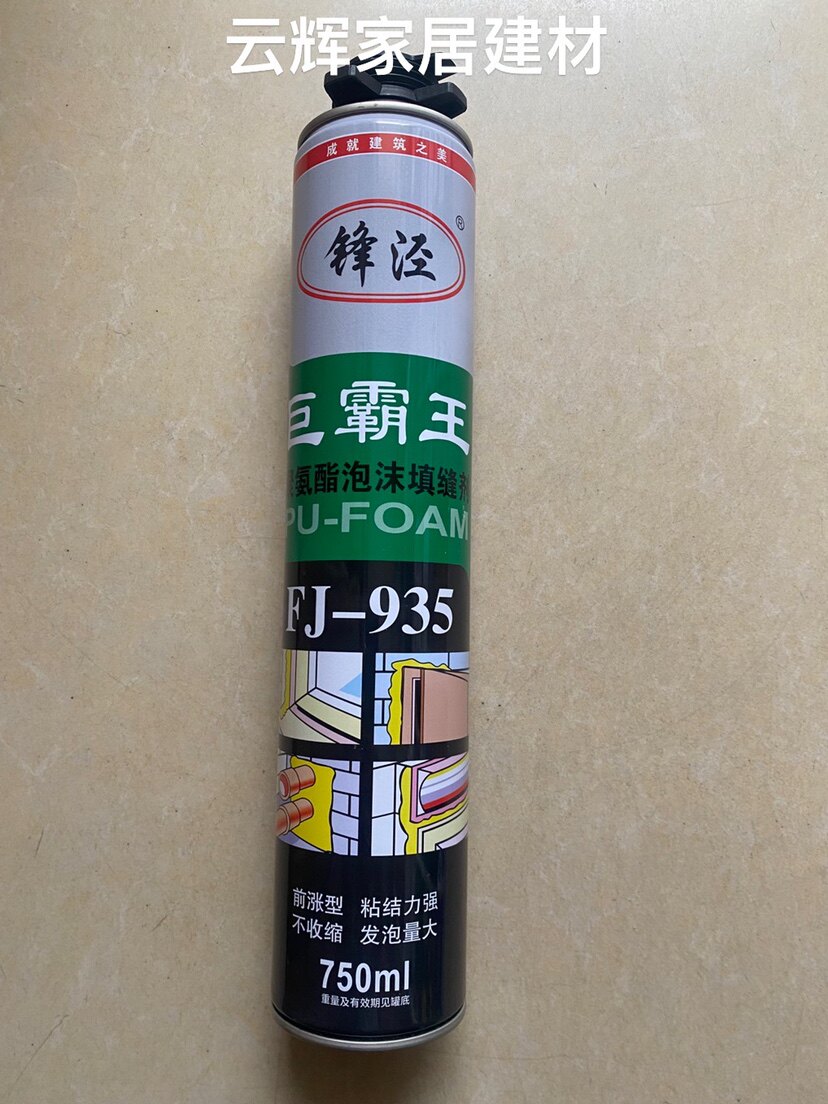 云辉家居建材
成就建筑之美
锋泾®
巨霸王
聚氨酯泡沫填缝剂
PU-FOAM
FJ-935
前涨型 粘结力强
不收缩 发泡量大
750ml
重量及有效期见罐底